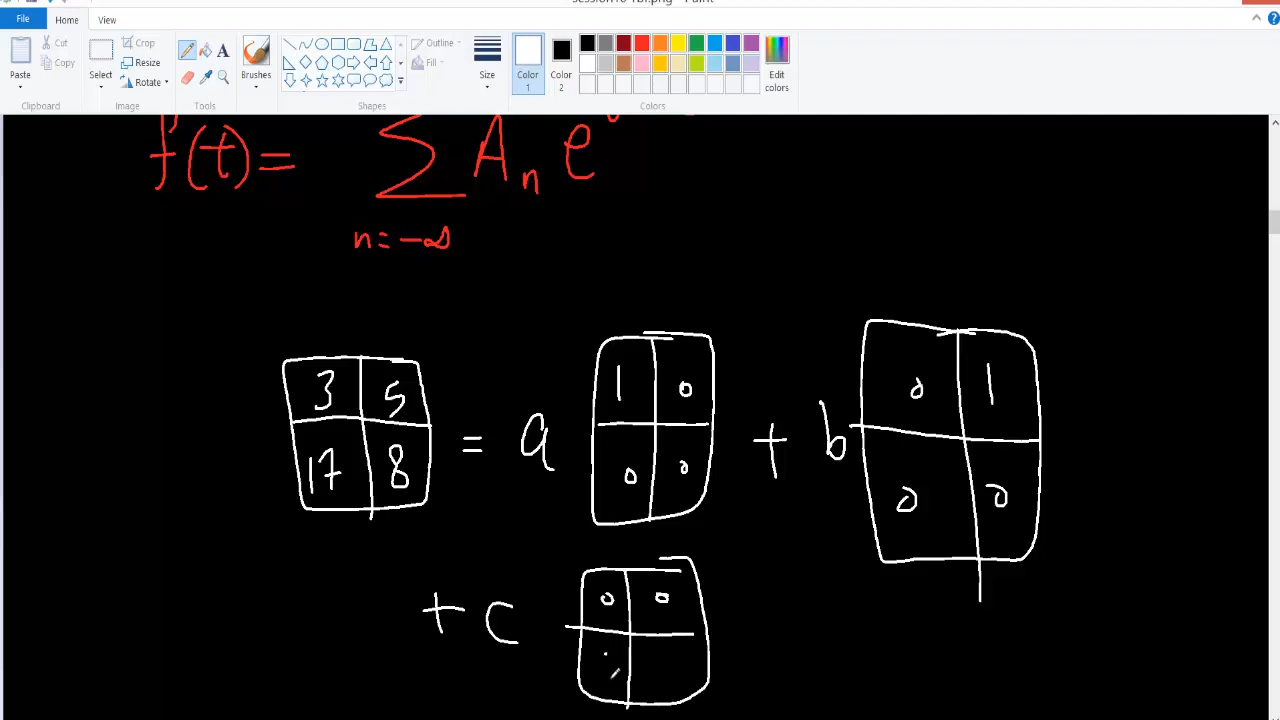 File Home View
Cut
Copy
Paste
Select
Crop
Resize
Rotate
Brushes
Outline
Fill
Size
Color 1
Color 2
Edit colors
Clipboard Image Tools Shapes Colors
f(t) = ∑ Aₙ e
n = -∞
3 5 1 0 0 1
17 8 = a 0 0 + b 0 0
+ c 0 0